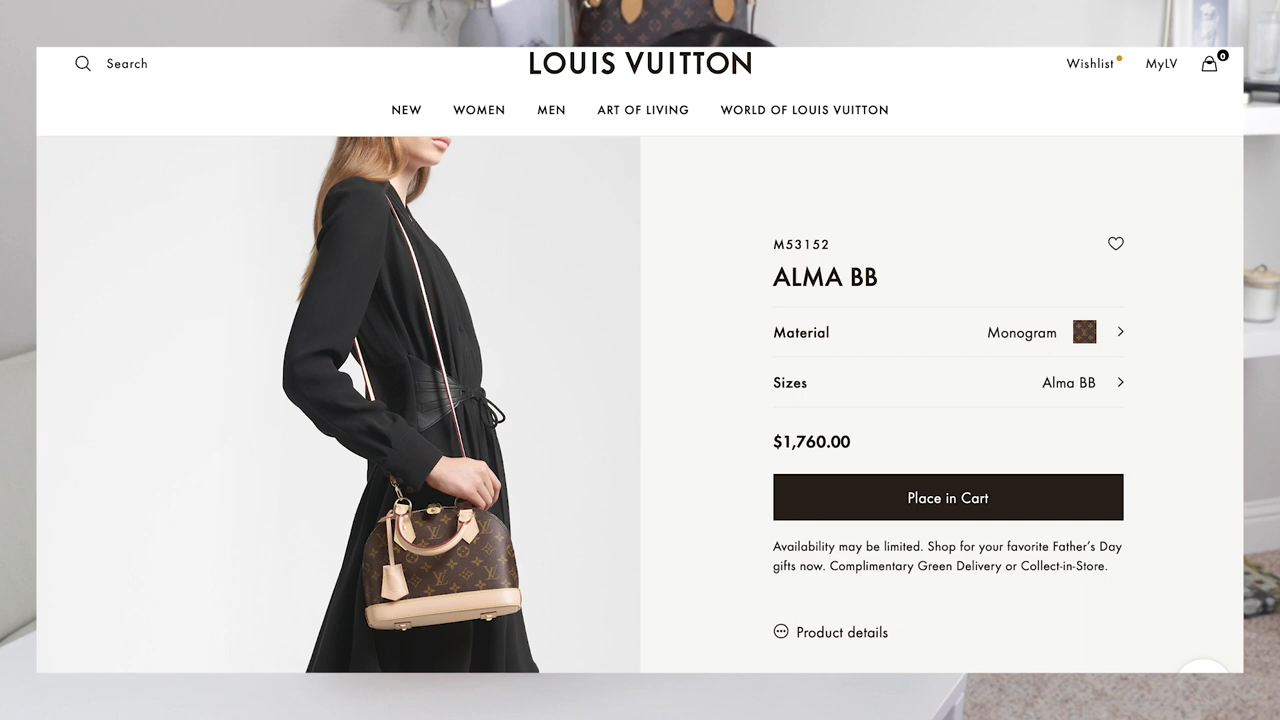 Search
LOUIS VUITTON
Wishlist
MyLV
0
NEW
WOMEN
MEN
ART OF LIVING
WORLD OF LOUIS VUITTON
M53152
ALMA BB
Material
Monogram
Sizes
Alma BB
$1,760.00
Place in Cart
Availability may be limited. Shop for your favorite Father’s Day
gifts now. Complimentary Green Delivery or Collect-in-Store.
Product details